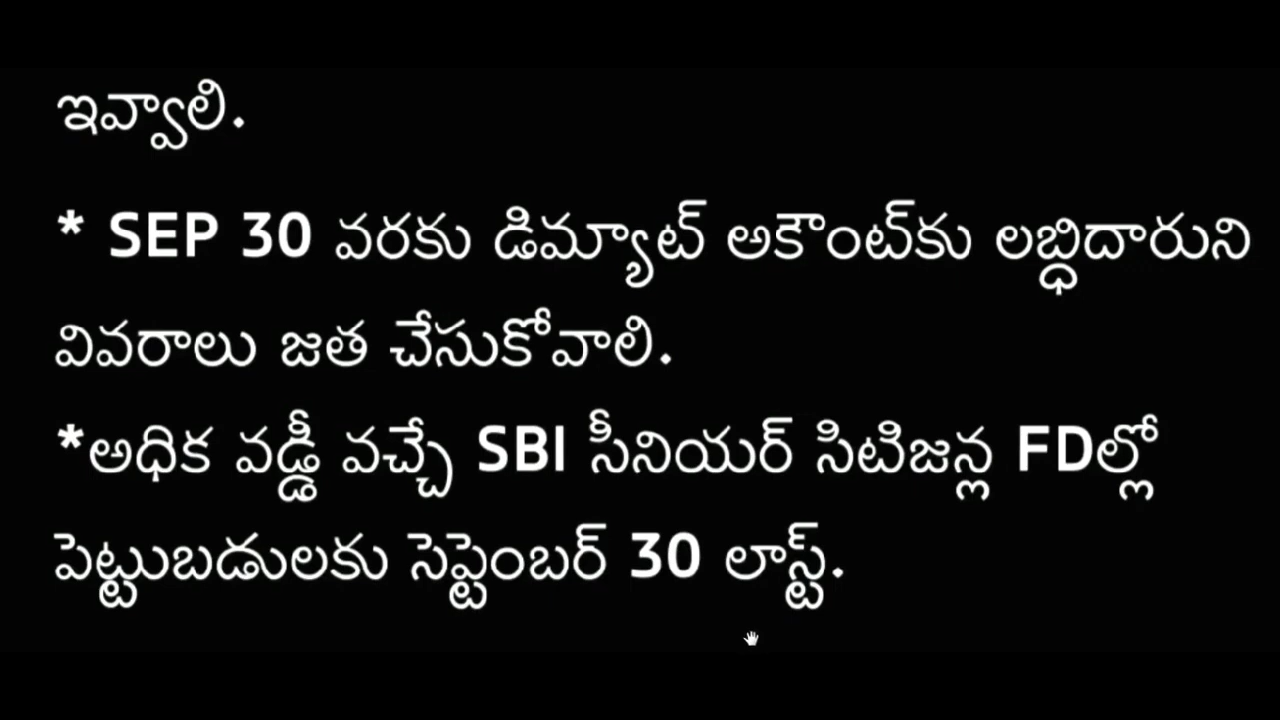 ఇవ్వాలి.
* SEP 30 వరకు డిమ్యాట్ అకౌంట్‌కు లబ్ధిదారుని
వివరాలు జత చేసుకోవాలి.
*అధిక వడ్డీ వచ్చే SBI సీనియర్ సిటిజన్ల FDల్లో
పెట్టుబడులకు సెప్టెంబర్ 30 లాస్ట్.